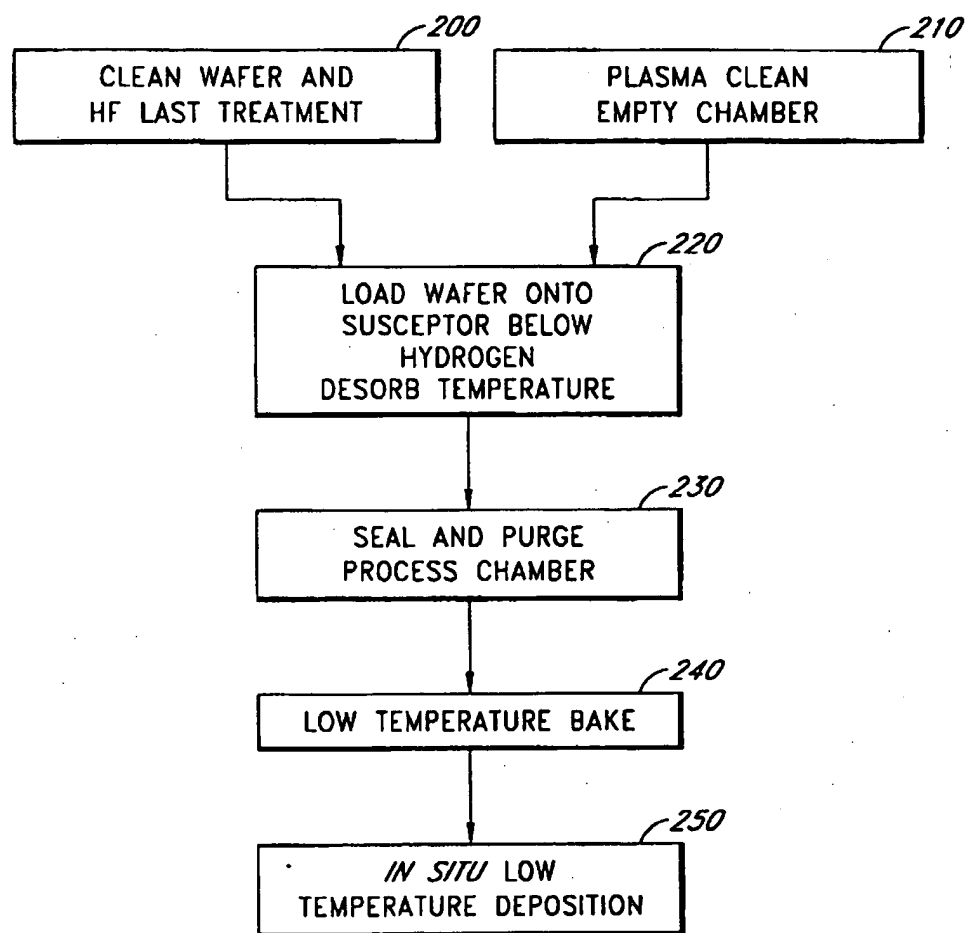 200
CLEAN WAFER AND
HF LAST TREATMENT
210
PLASMA CLEAN
EMPTY CHAMBER
220
LOAD WAFER ONTO
SUSCEPTOR BELOW
HYDROGEN
DESORB TEMPERATURE
230
SEAL AND PURGE
PROCESS CHAMBER
240
LOW TEMPERATURE BAKE
250
IN SITU LOW
TEMPERATURE DEPOSITION